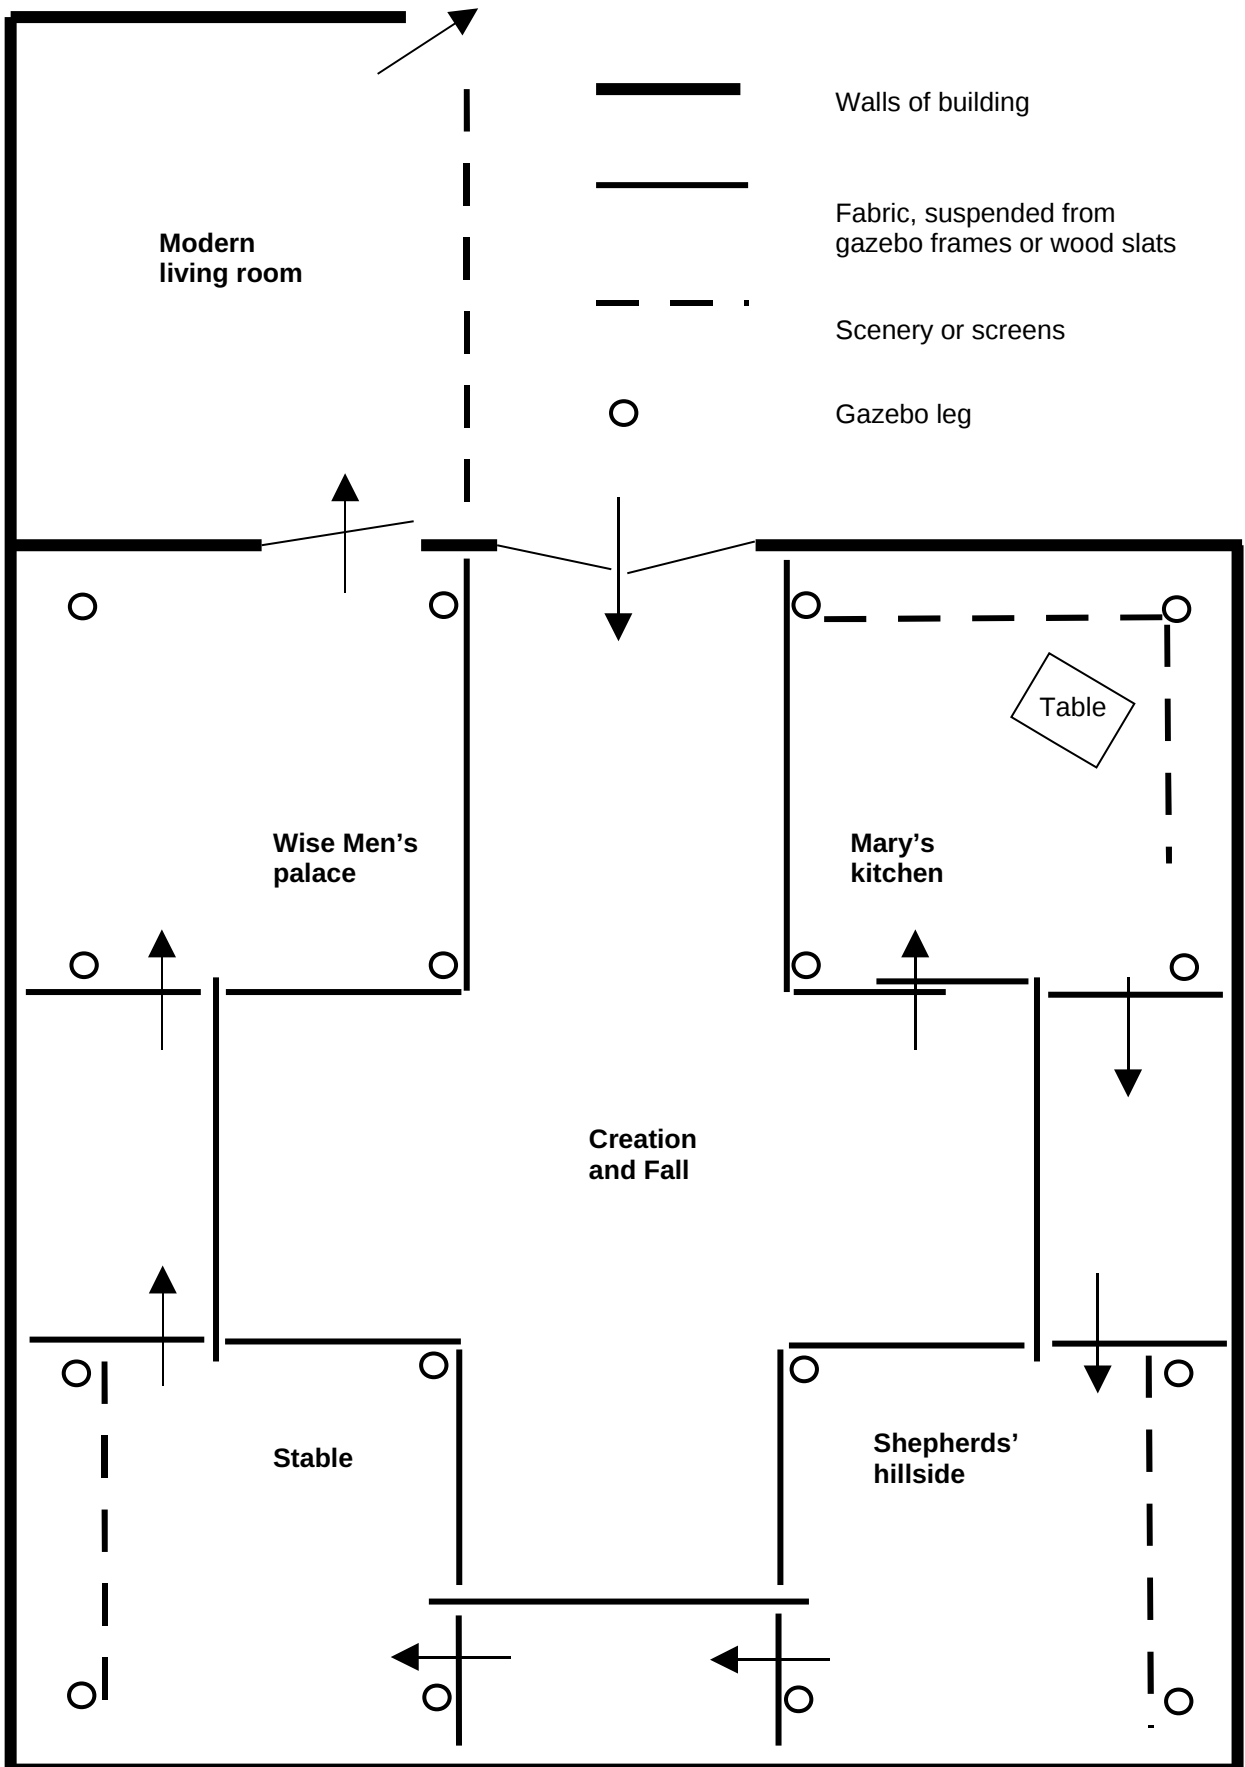 Walls of building
Fabric, suspended from
gazebo frames or wood slats
Scenery or screens
Gazebo leg
Modern
living room
Table
Wise Men’s
palace
Mary’s
kitchen
Creation
and Fall
Stable
Shepherds’
hillside